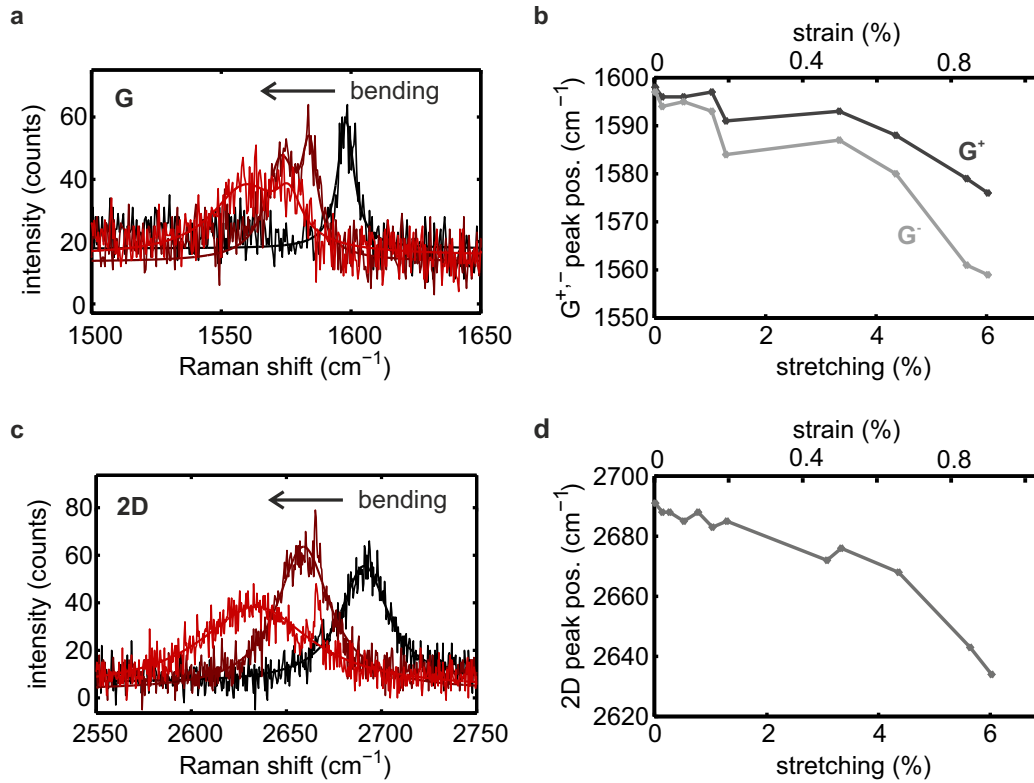 a
G
bending
intensity (counts)
60
40
20
0
1500
1550
1600
1650
Raman shift (cm⁻¹)
b
strain (%)
0
0.4
0.8
G⁺,⁻ peak pos. (cm⁻¹)
1600
1590
1580
1570
1560
1550
G⁺
G⁻
0
2
4
6
stretching (%)
c
2D
bending
intensity (counts)
80
60
40
20
0
2550
2600
2650
2700
2750
Raman shift (cm⁻¹)
d
strain (%)
0
0.4
0.8
2D peak pos. (cm⁻¹)
2700
2680
2660
2640
2620
0
2
4
6
stretching (%)